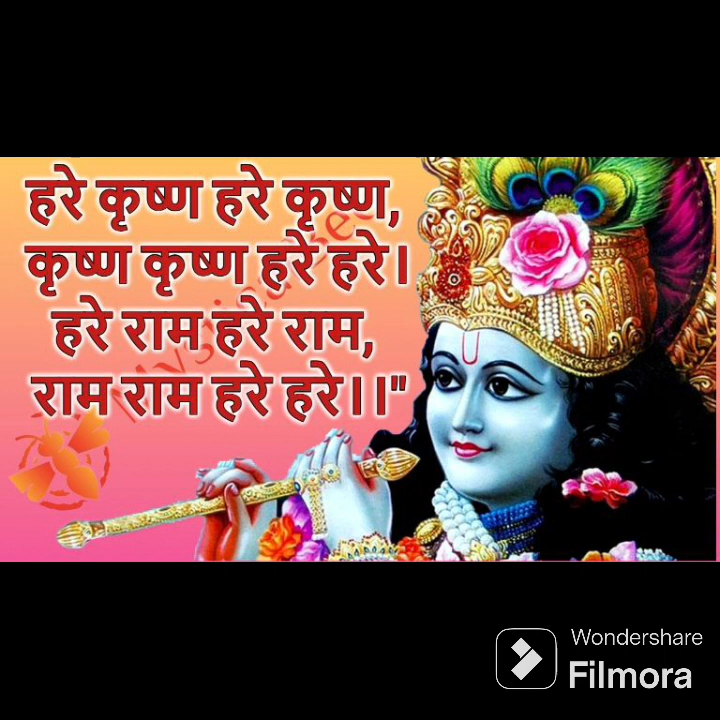 हरे कृष्ण हरे कृष्ण,
कृष्ण कृष्ण हरे हरे।
हरे राम हरे राम,
राम राम हरे हरे।।"
Wondershare
Filmora